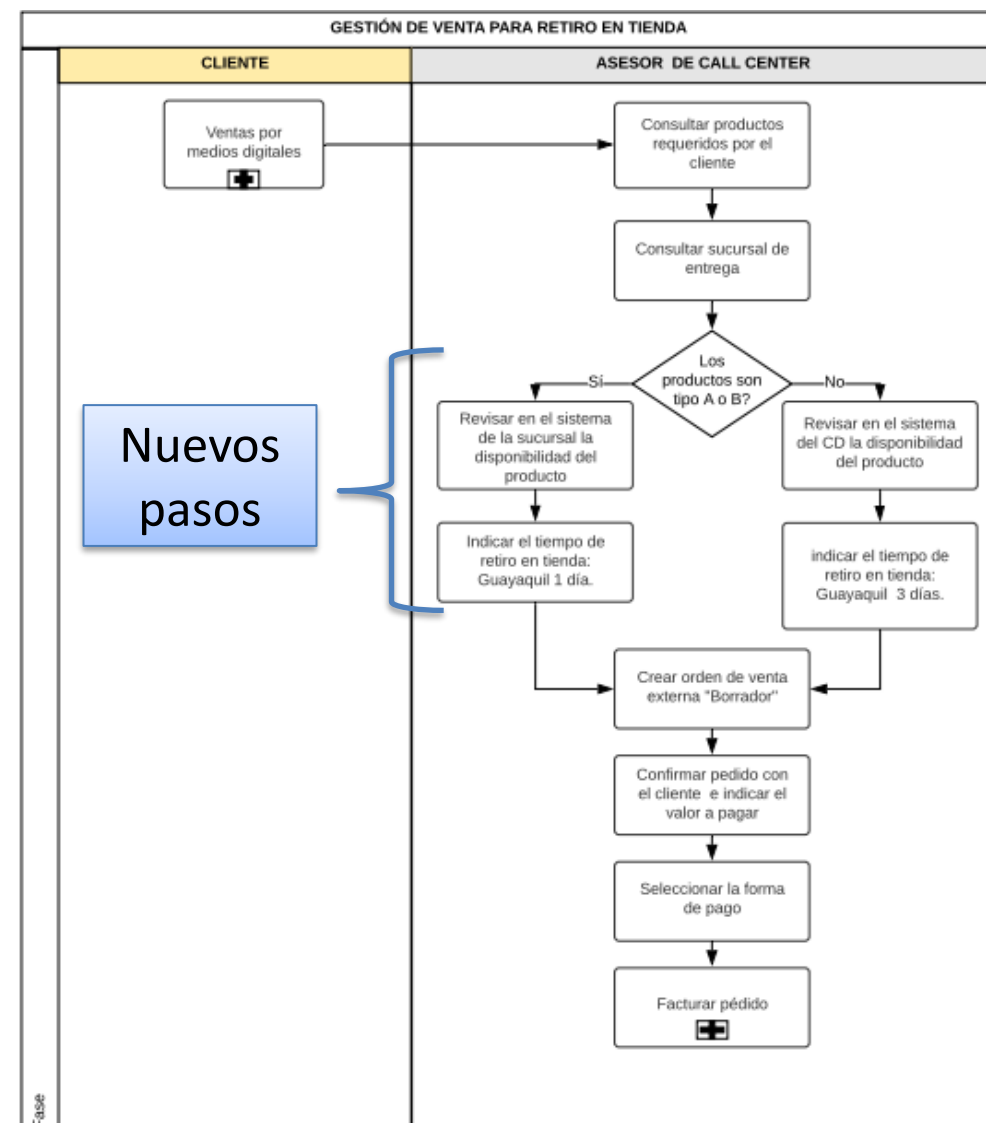 GESTIÓN DE VENTA PARA RETIRO EN TIENDA
CLIENTE
ASESOR DE CALL CENTER
Ventas por
medios digitales
Consultar productos
requeridos por el
cliente
Consultar sucursal de
entrega
Los
productos son
tipo A o B?
Sí
No
Nuevos
pasos
Revisar en el sistema
de la sucursal la
disponibilidad del
producto
Revisar en el sistema
del CD la disponibilidad
del producto
Indicar el tiempo de
retiro en tienda:
Guayaquil 1 día.
indicar el tiempo de
retiro en tienda:
Guayaquil 3 días.
Crear orden de venta
externa "Borrador"
Confirmar pedido con
el cliente e indicar el
valor a pagar
Seleccionar la forma
de pago
Facturar pédido
Fase